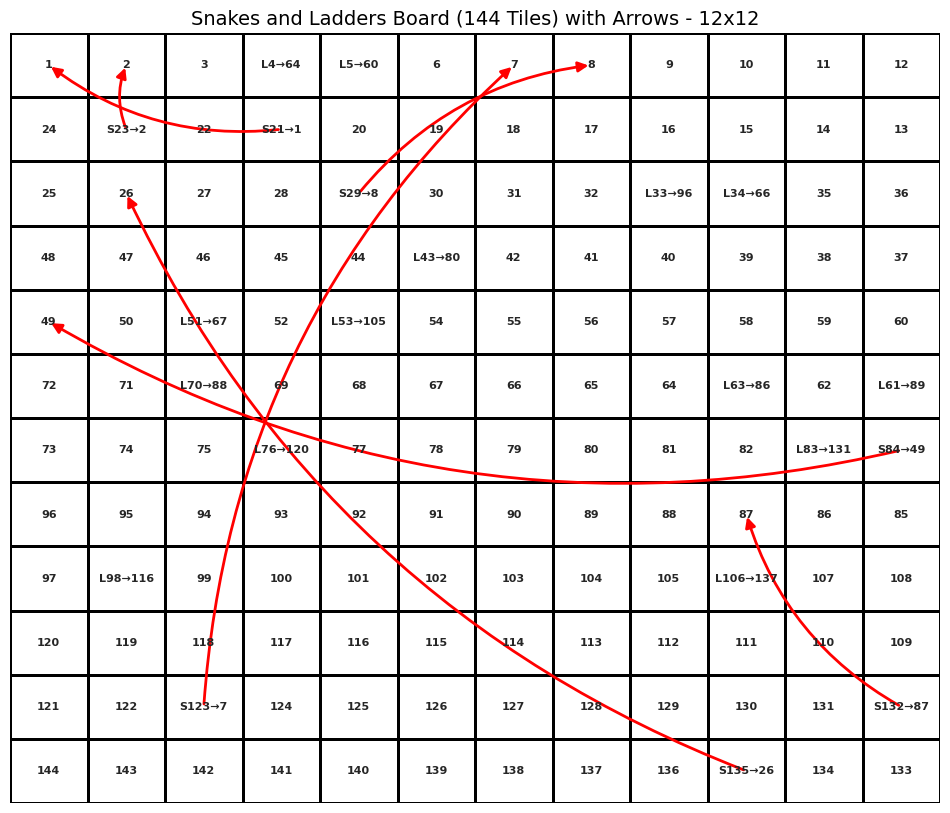 Snakes and Ladders Board (144 Tiles) with Arrows - 12x12
1 2 3 L4→64 L5→60 6 7 8 9 10 11 12
24 S23→2 22 S21→1 20 19 18 17 16 15 14 13
25 26 27 28 S29→8 30 31 32 L33→96 L34→66 35 36
48 47 46 45 44 L43→80 42 41 40 39 38 37
49 50 L51→67 52 L53→105 54 55 56 57 58 59 60
72 71 L70→88 69 68 67 66 65 64 L63→86 62 L61→89
73 74 75 L76→120 77 78 79 80 81 82 L83→131 S84→49
96 95 94 93 92 91 90 89 88 87 86 85
97 L98→116 99 100 101 102 103 104 105 L106→137 107 108
120 119 118 117 116 115 114 113 112 111 110 109
121 122 S123→7 124 125 126 127 128 129 130 131 S132→87
144 143 142 141 140 139 138 137 136 S135→26 134 133